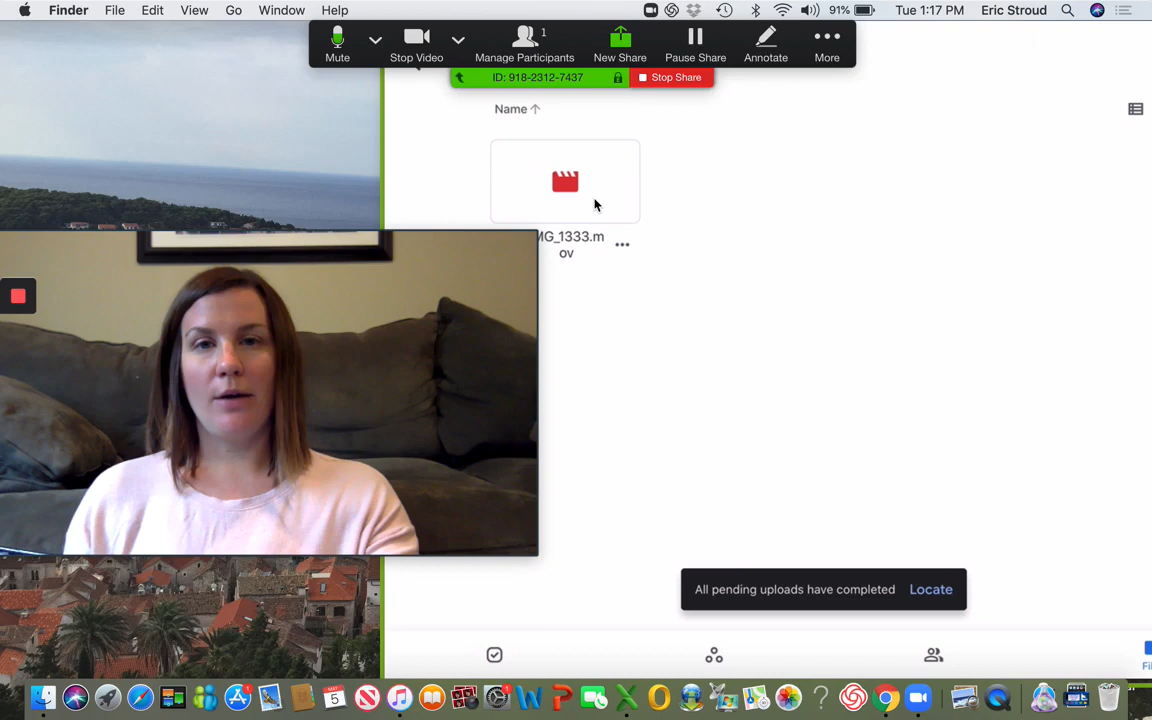 Finder File Edit View Go Window Help 91% Tue 1:17 PM Eric Stroud
1
Mute Stop Video Manage Participants New Share Pause Share Annotate More
ID: 918-2312-7437 Stop Share
Name
MG_1333.m
ov
All pending uploads have completed Locate